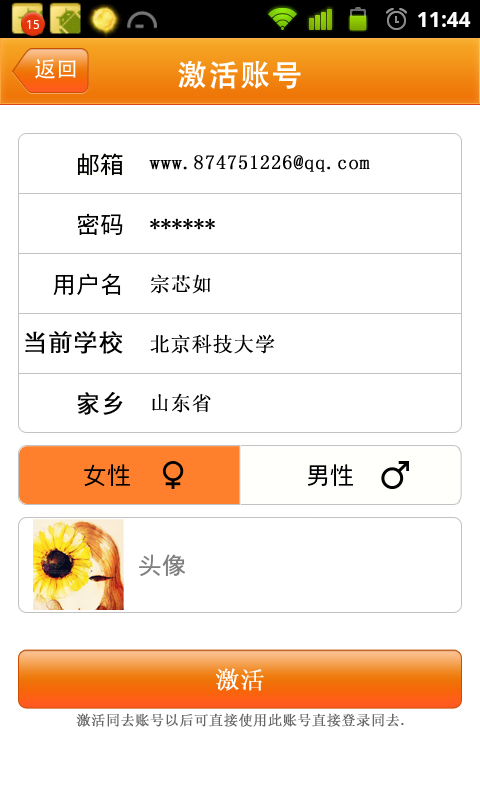 15 11:44
返回 激活账号
邮箱 www.874751226@qq.com
密码 ******
用户名 宗芯如
当前学校 北京科技大学
家乡 山东省
女性 ♀ 男性 ♂
头像
激活
激活同去账号以后可直接使用此账号直接登录同去.